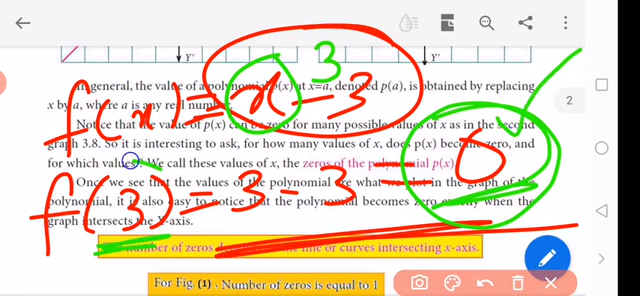 Y′ Y′
In general, the value of a polynomial p(x) at x=a, denoted p(a), is obtained by replacing
x by a, where a is any real number.
Notice that the value of p(x) can be zero for many possible values of x as in the second
graph 3.8. So it is interesting to ask, for how many values of x, does p(x) become zero, and
for which values? We call these values of x, the zeros of the polynomial p(x).
Once we see that the values of the polynomial are what we plot in the graph of the
polynomial, it is also easy to notice that the polynomial becomes zero exactly when the
graph intersects the X-axis.
number of zeros line or curves intersecting x-axis.
For Fig. (1) . Number of zeros is equal to 1
2
3
f(x) = x - 3
f(3) = 3 - 3 = 0